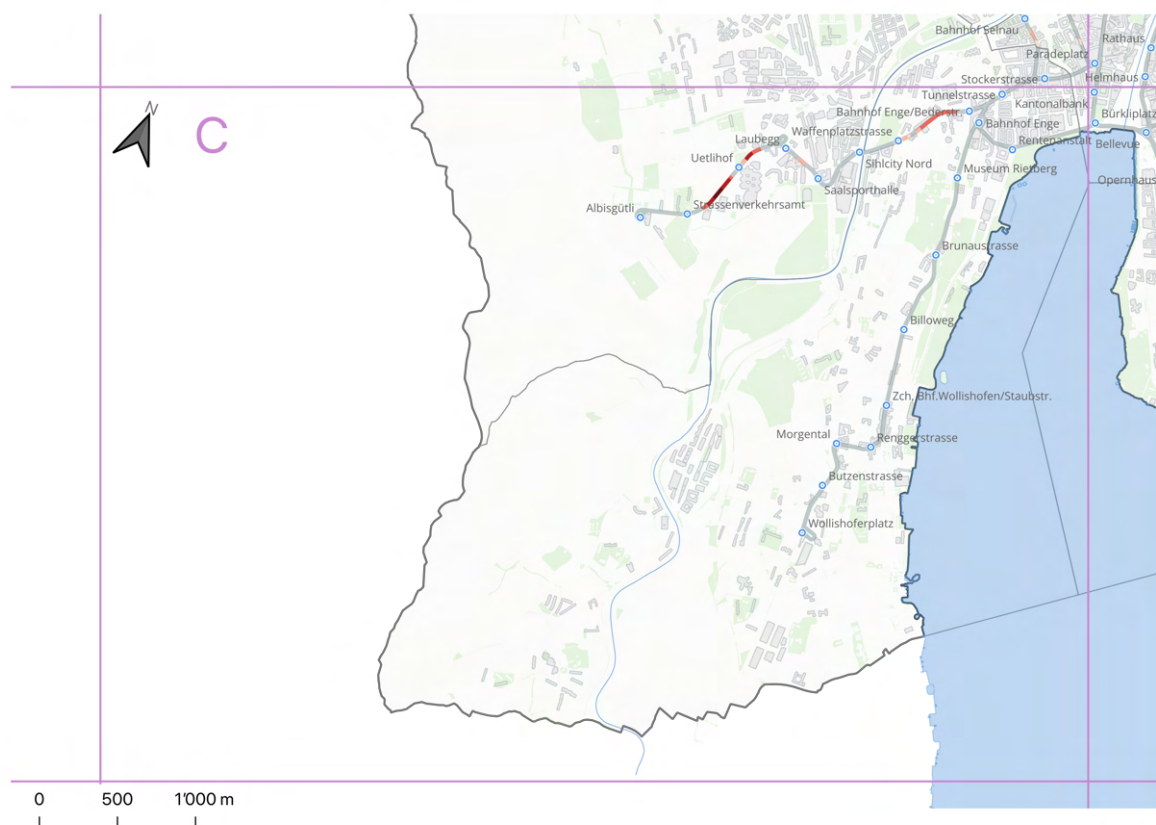 Bahnhof Selnau
Rathaus
Paradeplatz
Stockerstrasse
Helmhaus
Tunnelstrasse
Kantonalbank
N
C
Bahnhof Enge/Bederstr.
Bürkliplatz
Bahnhof Enge
Waffenplatzstrasse
Laubegg
Rentenanstalt
Bellevue
Uetlihof
Sihlcity Nord
Museum Rietberg
Opernhaus
Saalsporthalle
Strassenverkehrsamt
Albisgütli
Brunaustrasse
Billoweg
Zch, Bhf.Wollishofen/Staubstr.
Morgental
Renggerstrasse
Butzenstrasse
Wollishoferplatz
0 500 1'000 m